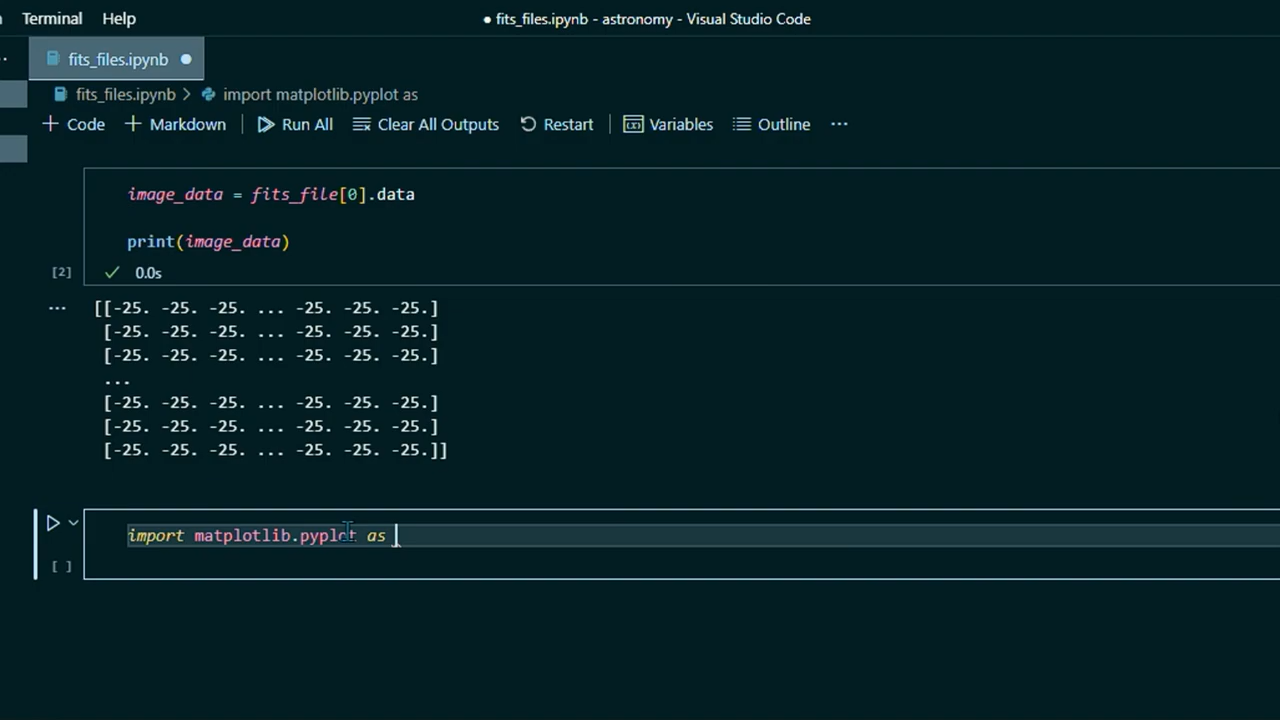 Terminal Help
● fits_files.ipynb - astronomy - Visual Studio Code
fits_files.ipynb ●
fits_files.ipynb > import matplotlib.pyplot as
+ Code + Markdown | Run All Clear All Outputs Restart | Variables Outline ...
image_data = fits_file[0].data
print(image_data)
[2] ✓ 0.0s
... [[-25. -25. -25. ... -25. -25. -25.]
[-25. -25. -25. ... -25. -25. -25.]
[-25. -25. -25. ... -25. -25. -25.]
...
[-25. -25. -25. ... -25. -25. -25.]
[-25. -25. -25. ... -25. -25. -25.]
[-25. -25. -25. ... -25. -25. -25.]]
import matplotlib.pyplot as
[ ]